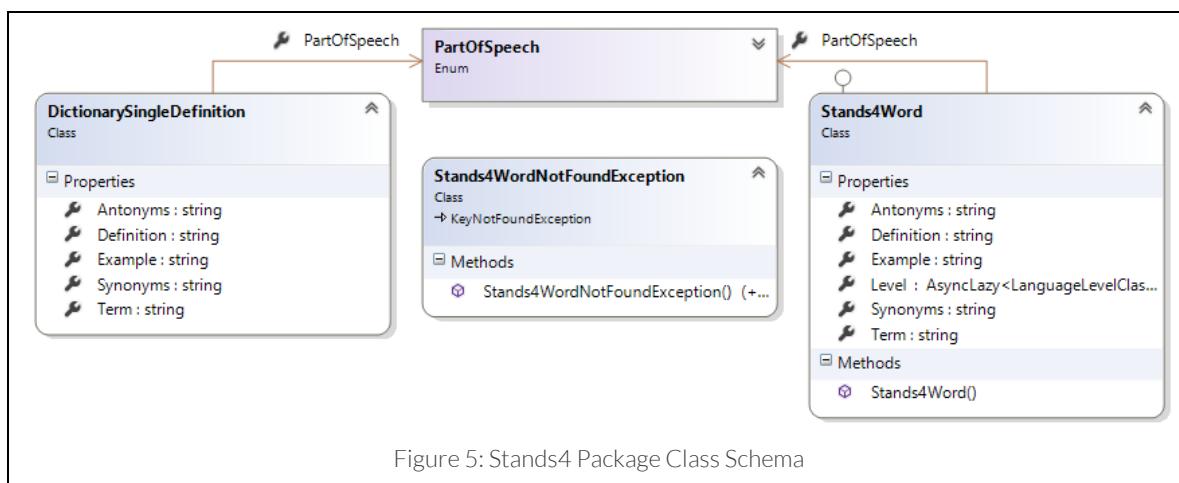 PartOfSpeech
PartOfSpeech
Enum
PartOfSpeech
DictionarySingleDefinition
Class
Properties
Antonyms : string
Definition : string
Example : string
Synonyms : string
Term : string
Stands4WordNotFoundException
Class
KeyNotFoundException
Methods
Stands4WordNotFoundException() (+...
Stands4Word
Class
Properties
Antonyms : string
Definition : string
Example : string
Level : AsyncLazy<LanguageLevelClas...
Synonyms : string
Term : string
Methods
Stands4Word()
Figure 5: Stands4 Package Class Schema